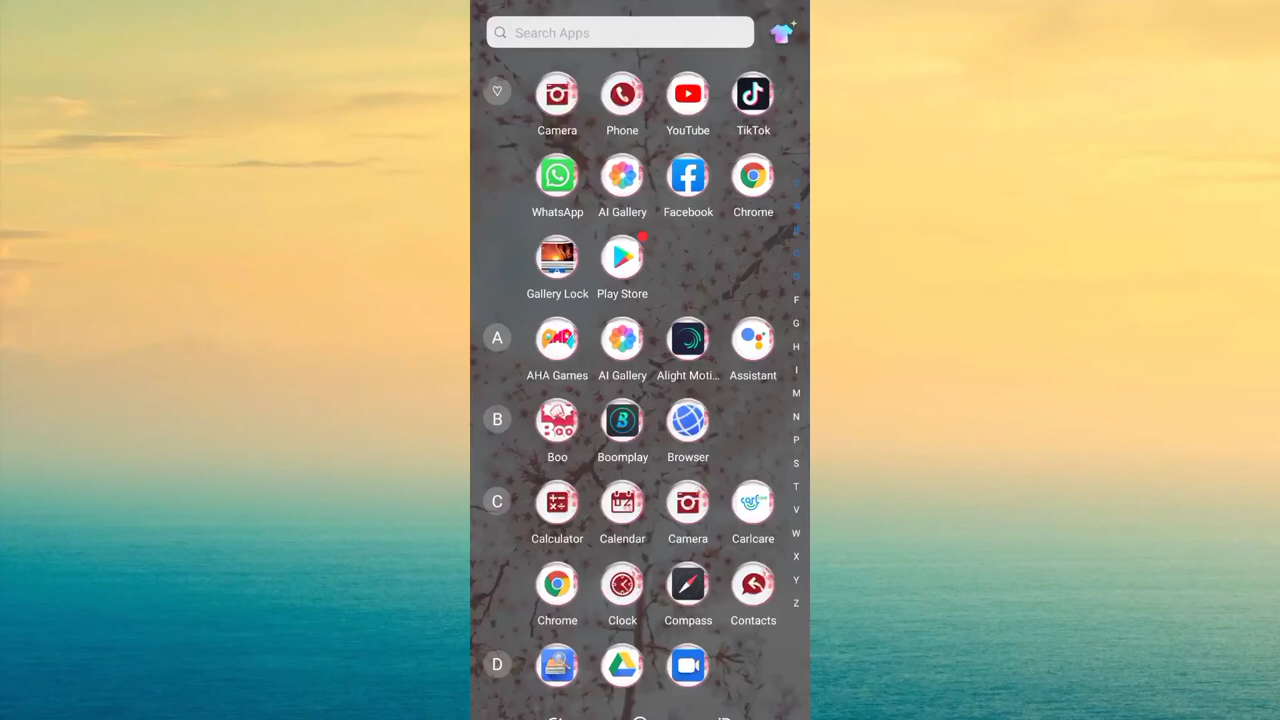 Search Apps
Camera Phone YouTube TikTok
WhatsApp AI Gallery Facebook Chrome
Gallery Lock Play Store
A
AHA Games AI Gallery Alight Moti... Assistant
B
Boo Boomplay Browser
C
Calculator Calendar Camera Carlcare
Chrome Clock Compass Contacts
D
F
G
H
I
M
N
P
S
T
V
W
X
Y
Z